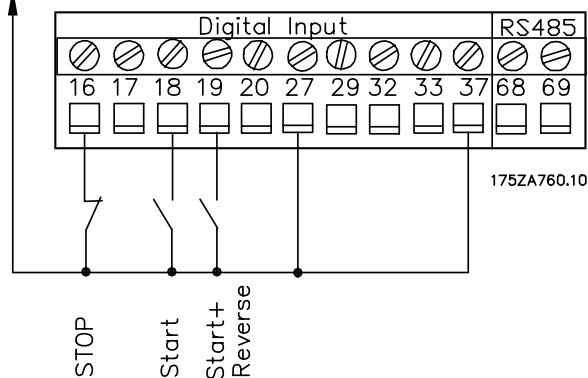 Digital Input RS485
16 17 18 19 20 27 29 32 33 37 68 69
175ZA760.10
STOP
Start
Start+
Reverse